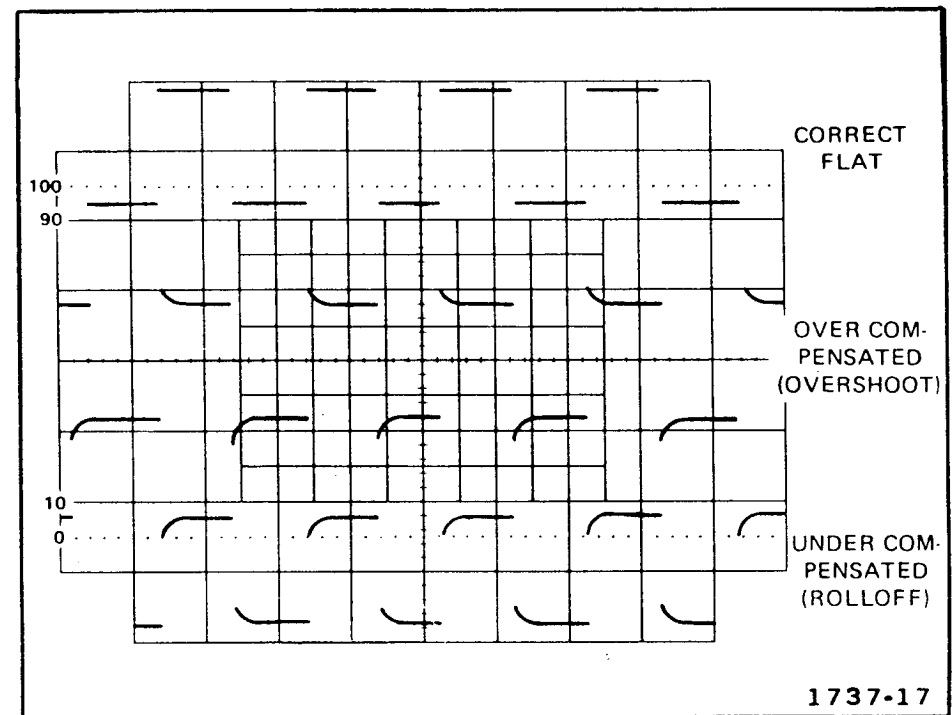 CORRECT
FLAT
100
90
OVER COM-
PENSATED
(OVERSHOOT)
10
0
UNDER COM-
PENSATED
(ROLLOFF)
1737-17